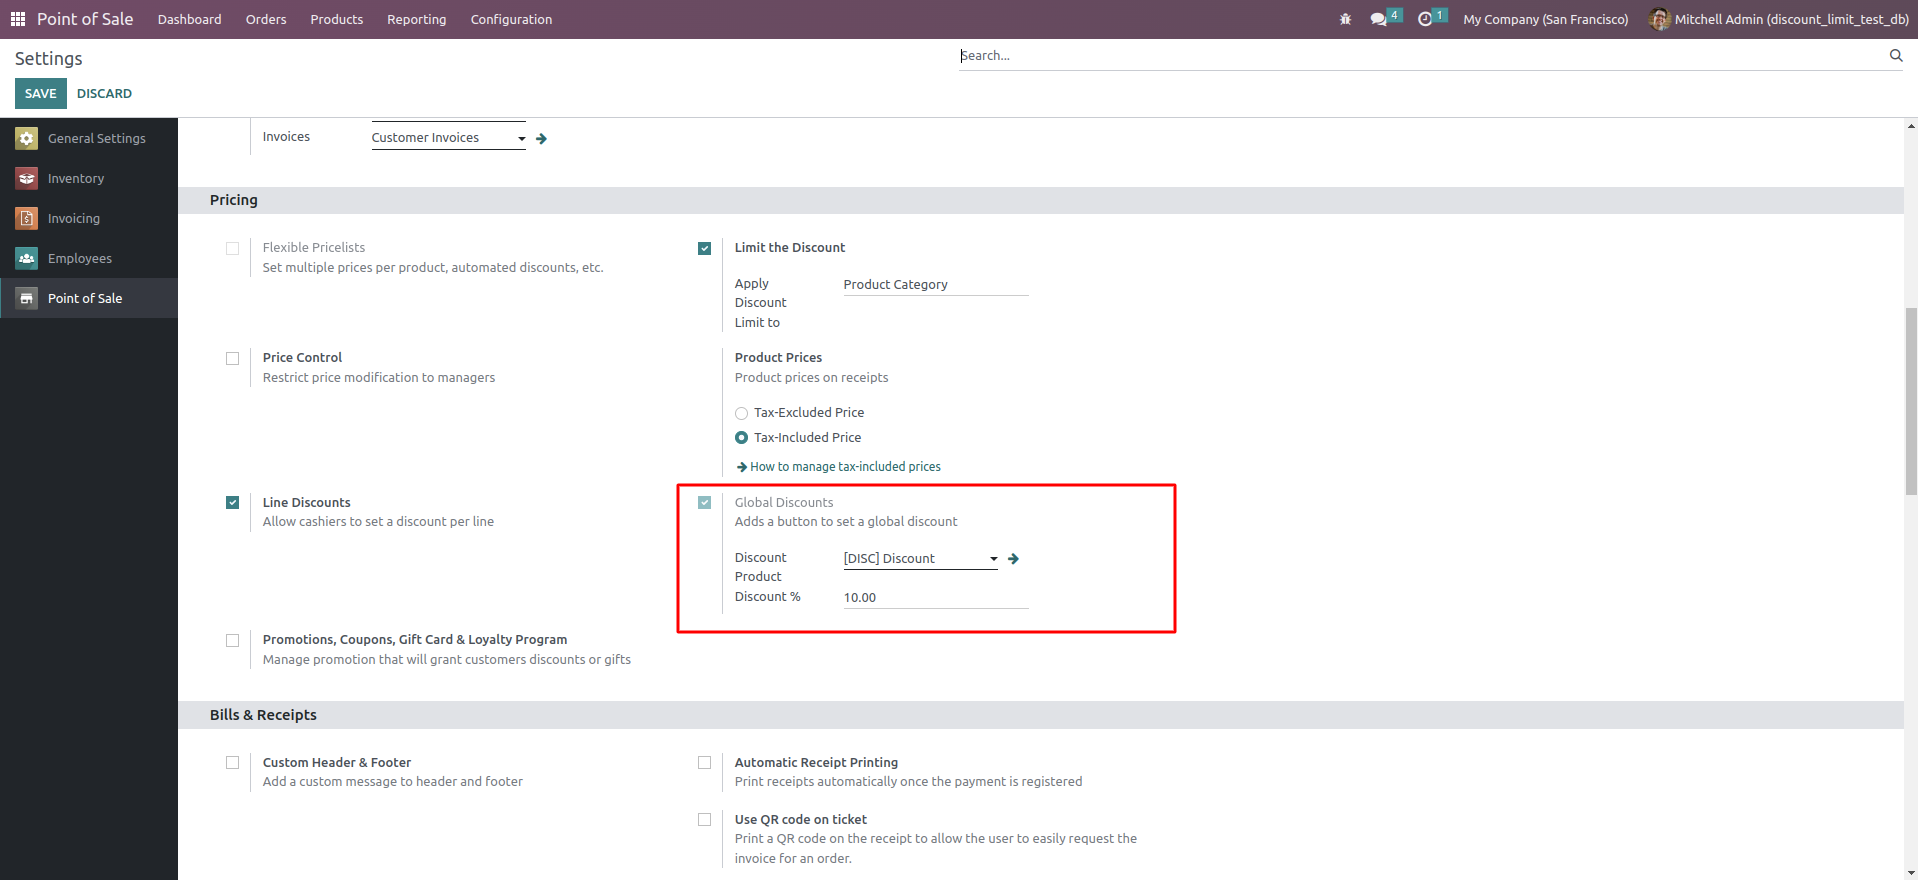 Point of Sale Dashboard Orders Products Reporting Configuration 4 1 My Company (San Francisco) Mitchell Admin (discount_limit_test_db)
Settings
Search...
SAVE DISCARD
General Settings
Inventory
Invoicing
Employees
Point of Sale
Invoices Customer Invoices
Pricing
Flexible Pricelists
Set multiple prices per product, automated discounts, etc.
Limit the Discount
Apply
Discount
Limit to
Product Category
Price Control
Restrict price modification to managers
Product Prices
Product prices on receipts
Tax-Excluded Price
Tax-Included Price
How to manage tax-included prices
Line Discounts
Allow cashiers to set a discount per line
Global Discounts
Adds a button to set a global discount
Discount
Product
[DISC] Discount
Discount % 10.00
Promotions, Coupons, Gift Card & Loyalty Program
Manage promotion that will grant customers discounts or gifts
Bills & Receipts
Custom Header & Footer
Add a custom message to header and footer
Automatic Receipt Printing
Print receipts automatically once the payment is registered
Use QR code on ticket
Print a QR code on the receipt to allow the user to easily request the
invoice for an order.